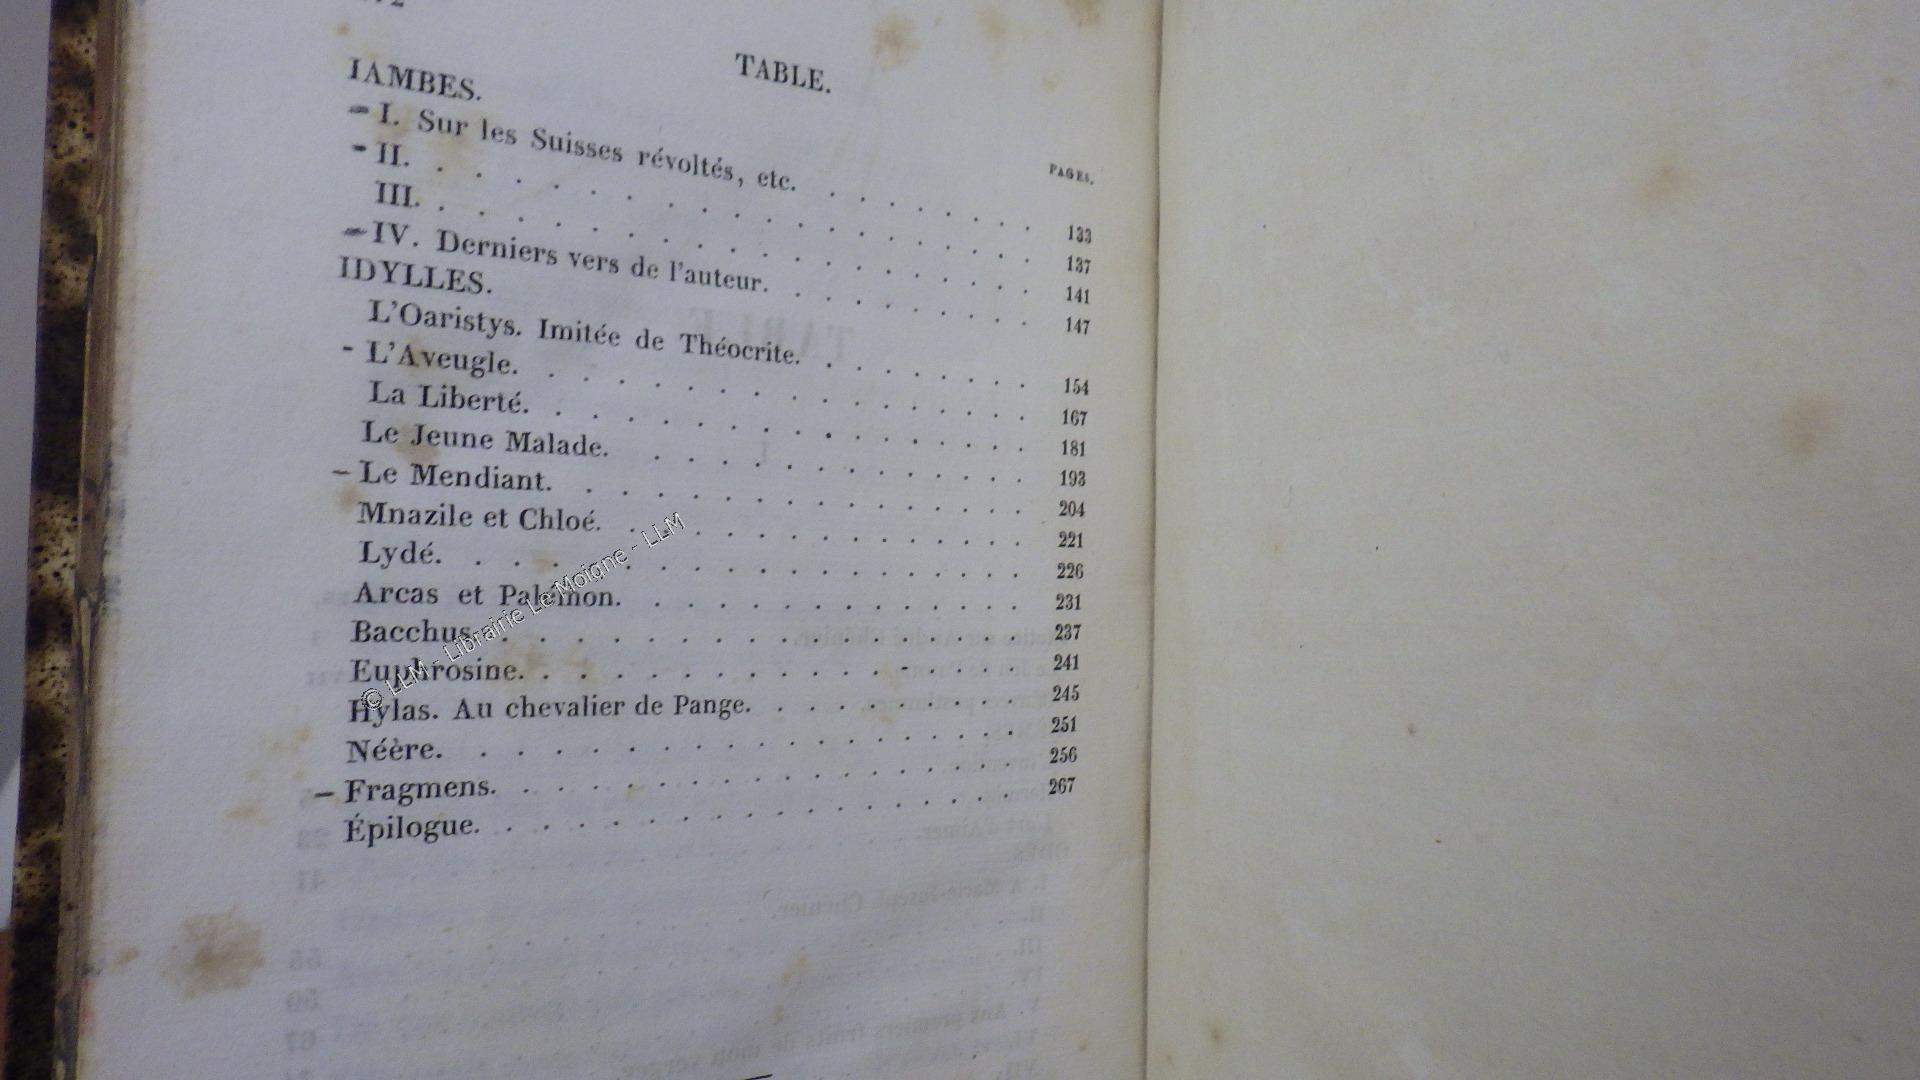 TABLE.
PAGES.
IAMBES.
I. Sur les Suisses révoltés, etc. . . . . . . . 133
II. . . . . . . . . . . . . . . . . . 137
III. . . . . . . . . . . . . . . . . . 141
IV. Derniers vers de l'auteur. . . . . . . . . 147
IDYLLES.
L'Oaristys. Imitée de Théocrite. . . . . . . . 154
L'Aveugle. . . . . . . . . . . . . . . . 167
La Liberté. . . . . . . . . . . . . . . 181
Le Jeune Malade. . . . . . . . . . . . 193
Le Mendiant. . . . . . . . . . . . . . 204
Mnazile et Chloé. . . . . . . . . . . . 221
Lydé. . . . . . . . . . . . . . . . 226
Arcas et Palémon. . . . . . . . . . . . 231
Bacchus. . . . . . . . . . . . . . . 237
Euphrosine. . . . . . . . . . . . . . 241
Hylas. Au chevalier de Pange. . . . . . . . 245
Néère. . . . . . . . . . . . . . . . 251
Fragmens. . . . . . . . . . . . . . . 256
Épilogue. . . . . . . . . . . . . . . 267
© LLM - Librairie Le Moigne - LLM